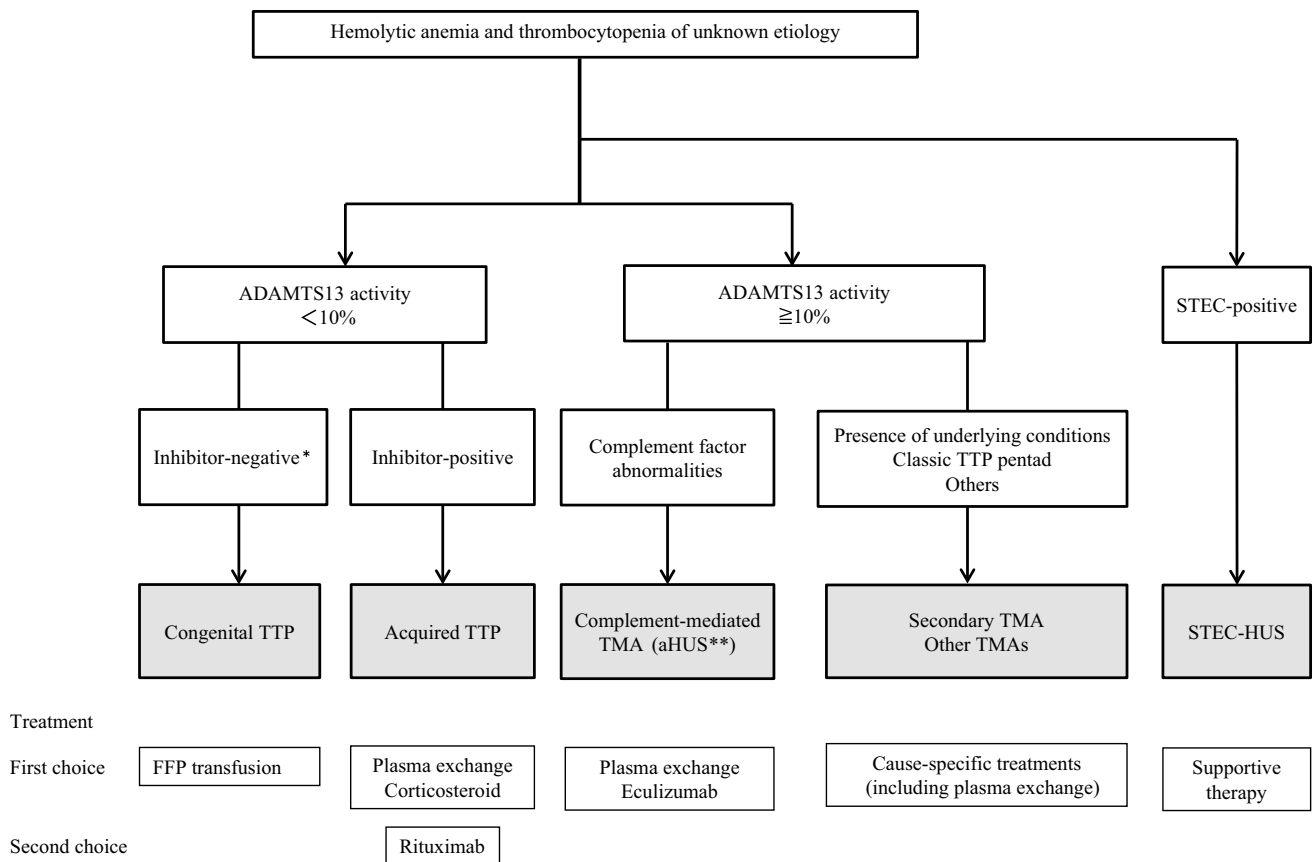 Hemolytic anemia and thrombocytopenia of unknown etiology
ADAMTS13 activity
<10%
ADAMTS13 activity
≧10%
STEC-positive
Inhibitor-negative*
Inhibitor-positive
Complement factor
abnormalities
Presence of underlying conditions
Classic TTP pentad
Others
Congenital TTP
Acquired TTP
Complement-mediated
TMA (aHUS**)
Secondary TMA
Other TMAs
STEC-HUS
Treatment
First choice
FFP transfusion
Plasma exchange
Corticosteroid
Plasma exchange
Eculizumab
Cause-specific treatments
(including plasma exchange)
Supportive
therapy
Second choice
Rituximab